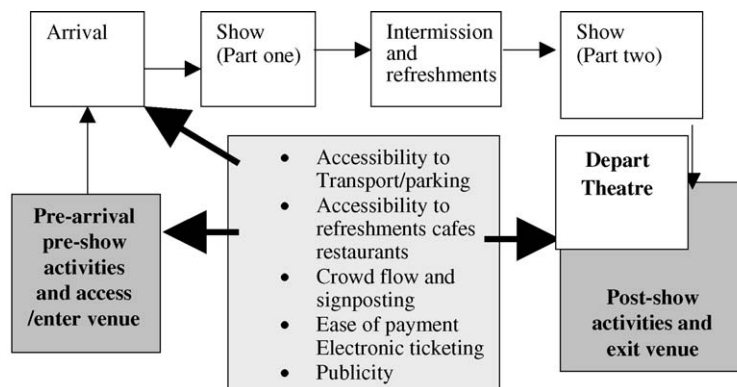 Arrival
Show
(Part one)
Intermission
and
refreshments
Show
(Part two)
Pre-arrival
pre-show
activities
and access
/enter venue
• Accessibility to
Transport/parking
• Accessibility to
refreshments cafes
restaurants
• Crowd flow and
signposting
• Ease of payment
Electronic ticketing
• Publicity
Depart
Theatre
Post-show
activities and
exit venue